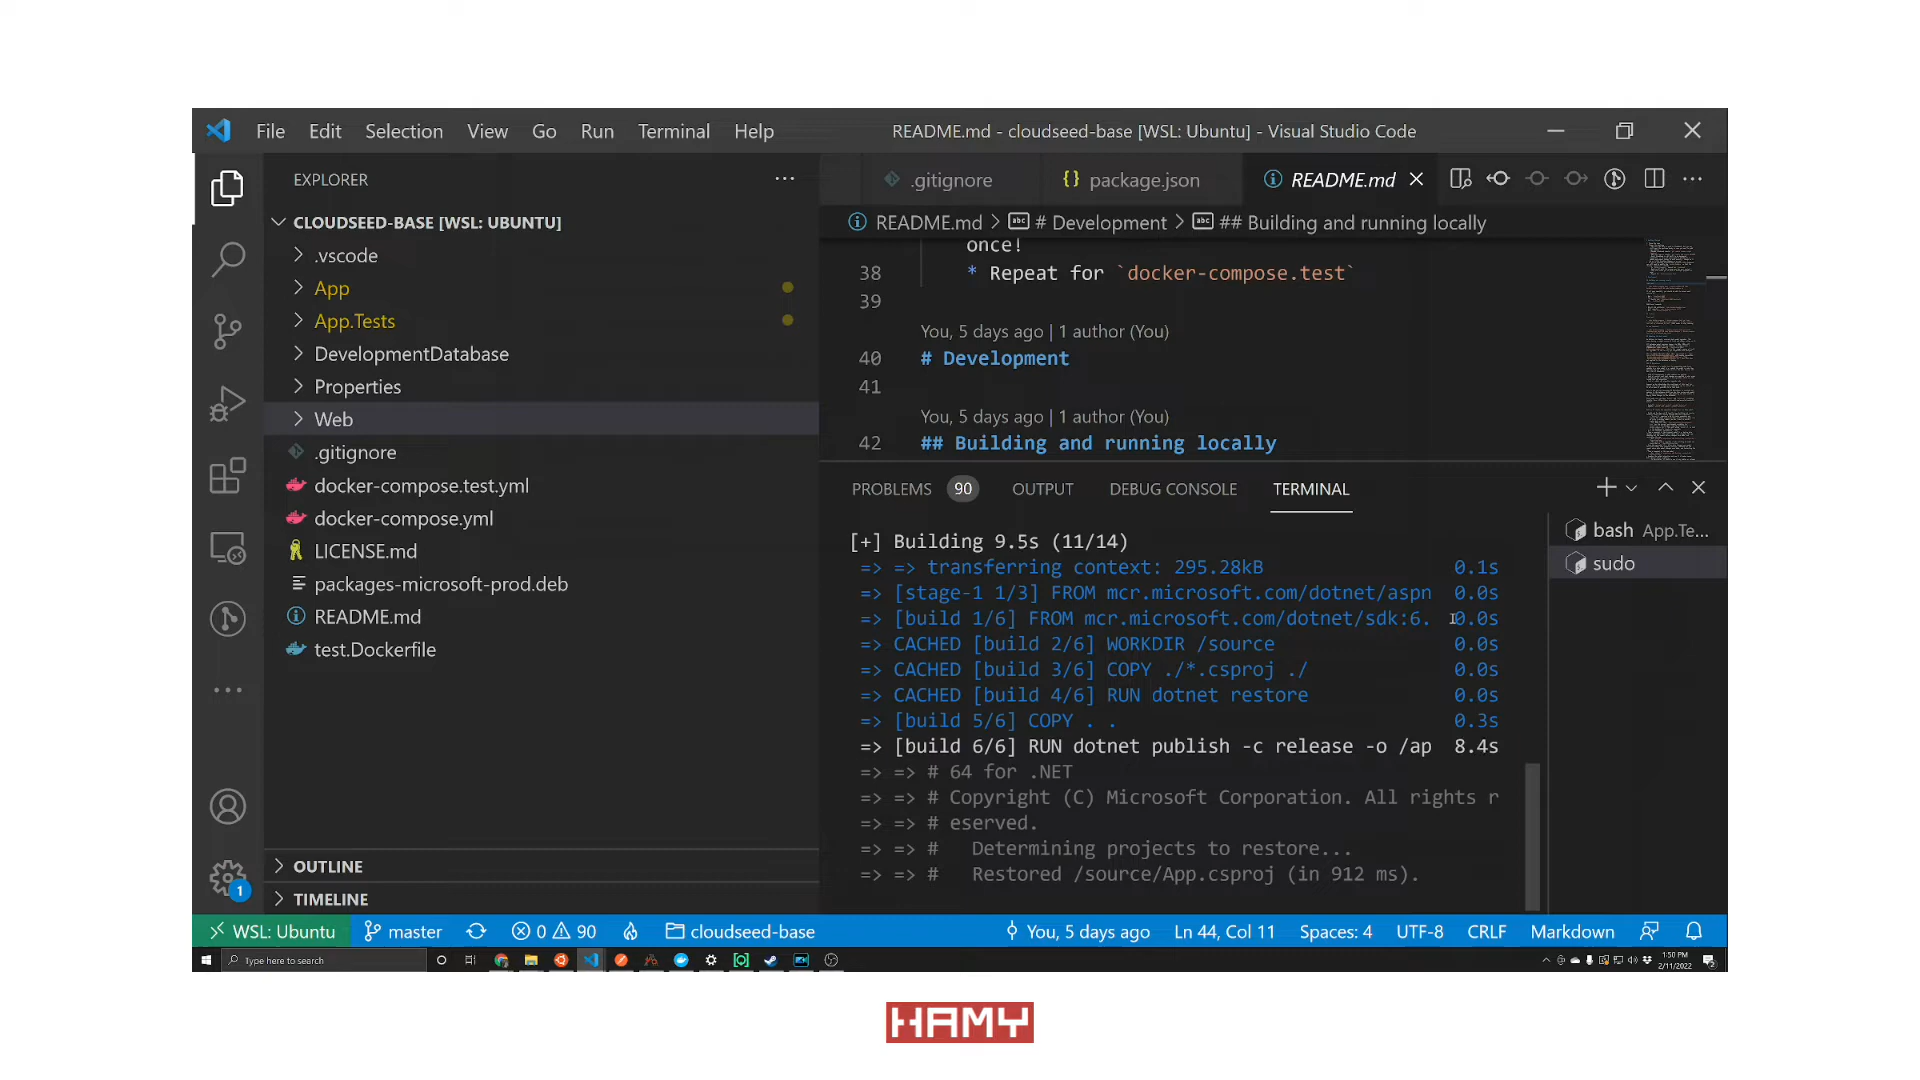 File Edit Selection View Go Run Terminal Help README.md - cloudseed-base [WSL: Ubuntu] - Visual Studio Code
EXPLORER
CLOUDSEED-BASE [WSL: UBUNTU]
.vscode
App
App.Tests
DevelopmentDatabase
Properties
Web
.gitignore
docker-compose.test.yml
docker-compose.yml
LICENSE.md
packages-microsoft-prod.deb
README.md
test.Dockerfile
OUTLINE
TIMELINE
.gitignore package.json README.md
README.md > # Development > ## Building and running locally
once!
38 * Repeat for `docker-compose.test`
39
You, 5 days ago | 1 author (You)
40 # Development
41
You, 5 days ago | 1 author (You)
42 ## Building and running locally
PROBLEMS 90 OUTPUT DEBUG CONSOLE TERMINAL
[+] Building 9.5s (11/14)
=> => transferring context: 295.28kB 0.1s
=> [stage-1 1/3] FROM mcr.microsoft.com/dotnet/aspn 0.0s
=> [build 1/6] FROM mcr.microsoft.com/dotnet/sdk:6. 0.0s
=> CACHED [build 2/6] WORKDIR /source 0.0s
=> CACHED [build 3/6] COPY ./*.csproj ./ 0.0s
=> CACHED [build 4/6] RUN dotnet restore 0.0s
=> [build 5/6] COPY . . 0.3s
=> [build 6/6] RUN dotnet publish -c release -o /ap 8.4s
=> => # 64 for .NET
=> => # Copyright (C) Microsoft Corporation. All rights r
=> => # eserved.
=> => # Determining projects to restore...
=> => # Restored /source/App.csproj (in 912 ms).
bash App.Te...
sudo
1
WSL: Ubuntu master 0 90 cloudseed-base You, 5 days ago Ln 44, Col 11 Spaces: 4 UTF-8 CRLF Markdown
Type here to search 1:50 PM
2/11/2022
HAMY